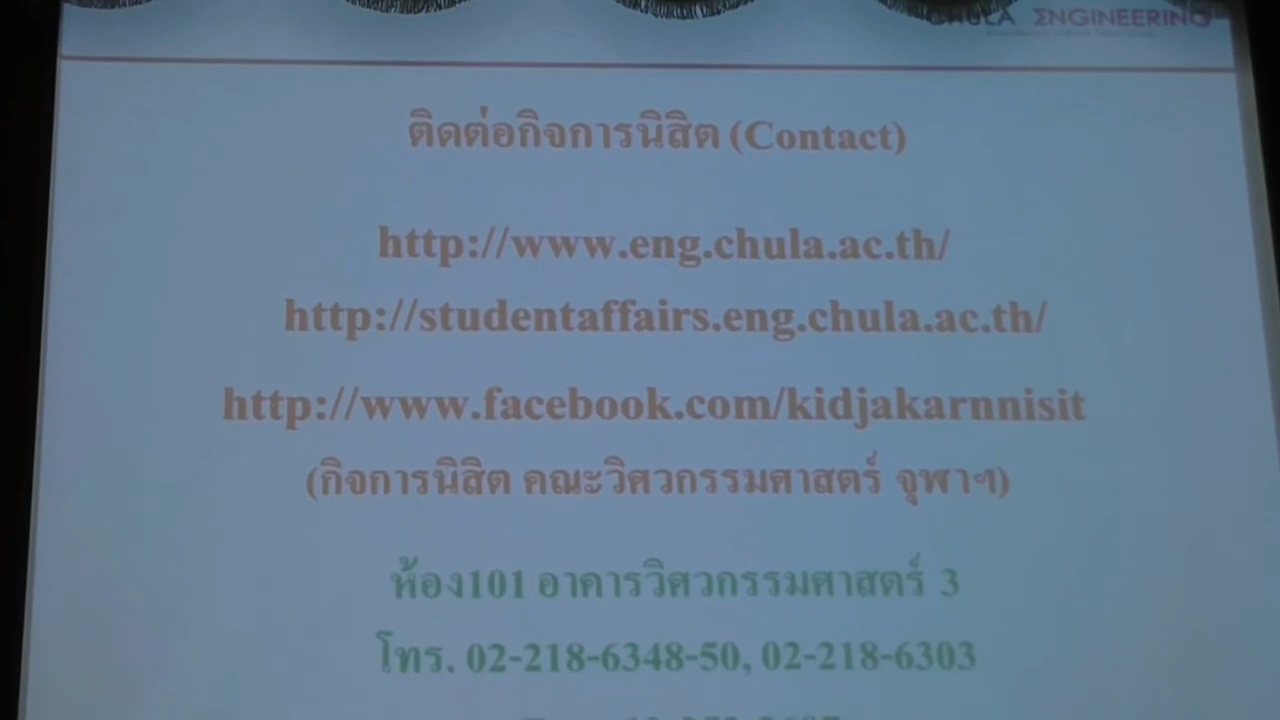 CHULA ΣNGINEERING
ติดต่อกิจการนิสิต (Contact)
http://www.eng.chula.ac.th/
http://studentaffairs.eng.chula.ac.th/
http://www.facebook.com/kidjakarnnisit
(กิจการนิสิต คณะวิศวกรรมศาสตร์ จุฬาฯ)
ห้อง101 อาคารวิศวกรรมศาสตร์ 3
โทร. 02-218-6348-50, 02-218-6303